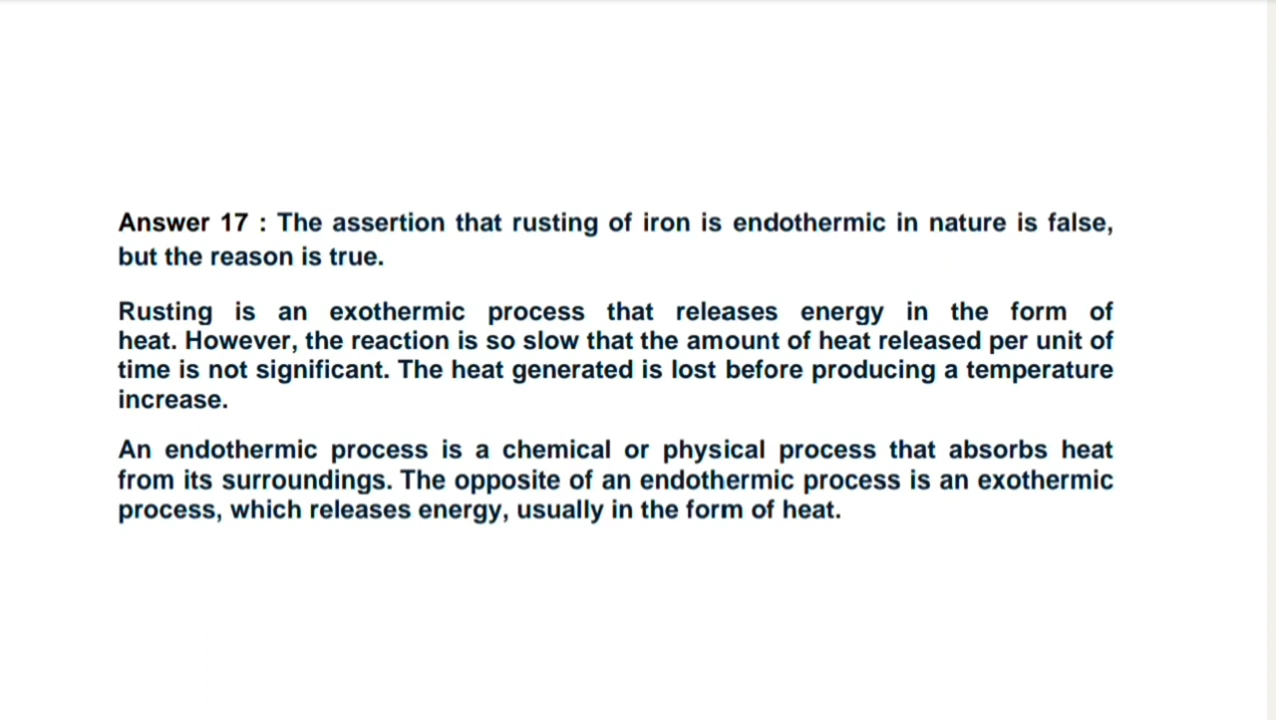 Answer 17 : The assertion that rusting of iron is endothermic in nature is false,
but the reason is true.
Rusting is an exothermic process that releases energy in the form of
heat. However, the reaction is so slow that the amount of heat released per unit of
time is not significant. The heat generated is lost before producing a temperature
increase.
An endothermic process is a chemical or physical process that absorbs heat
from its surroundings. The opposite of an endothermic process is an exothermic
process, which releases energy, usually in the form of heat.